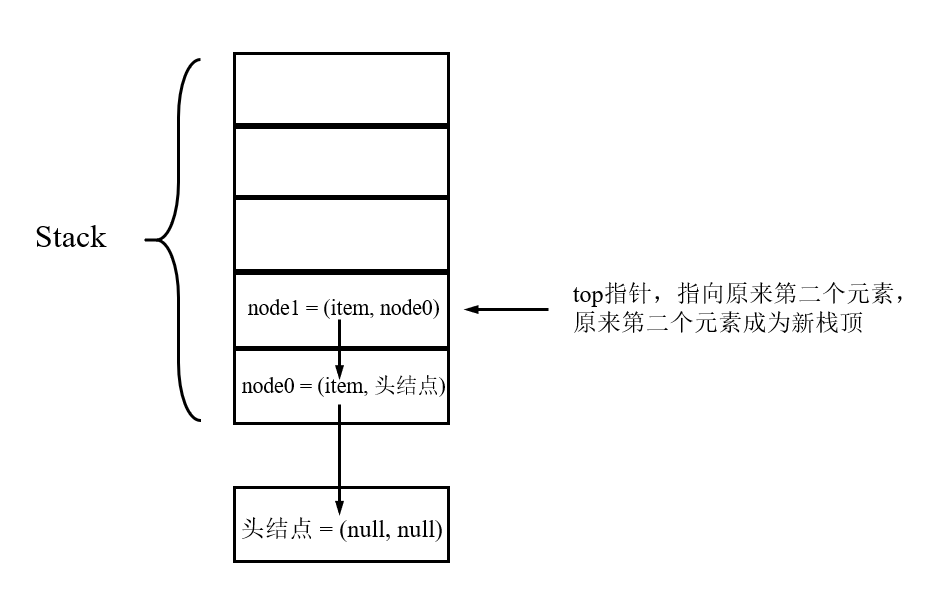 Stack
node1 = (item, node0)
top指针，指向原来第二个元素，
原来第二个元素成为新栈顶
node0 = (item, 头结点)
头结点 = (null, null)